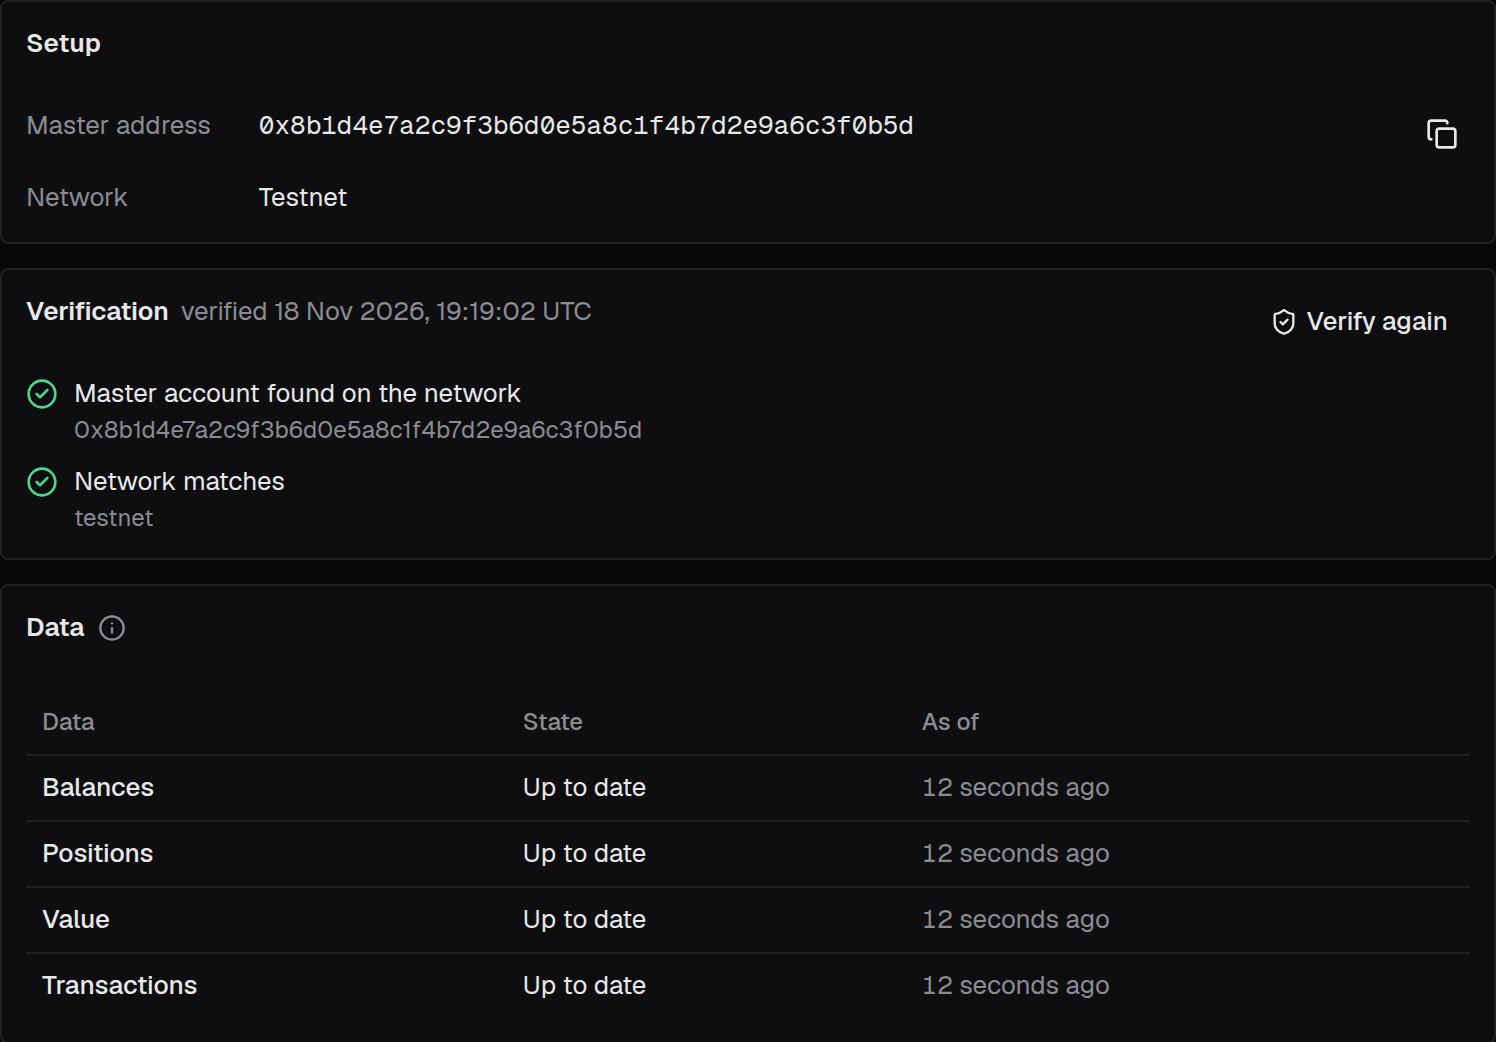 Setup
Master address 0x8b1d4e7a2c9f3b6d0e5a8c1f4b7d2e9a6c3f0b5d
Network Testnet
Verification verified 18 Nov 2026, 19:19:02 UTC
Verify again
Master account found on the network
0x8b1d4e7a2c9f3b6d0e5a8c1f4b7d2e9a6c3f0b5d
Network matches
testnet
Data
Data State As of
Balances Up to date 12 seconds ago
Positions Up to date 12 seconds ago
Value Up to date 12 seconds ago
Transactions Up to date 12 seconds ago